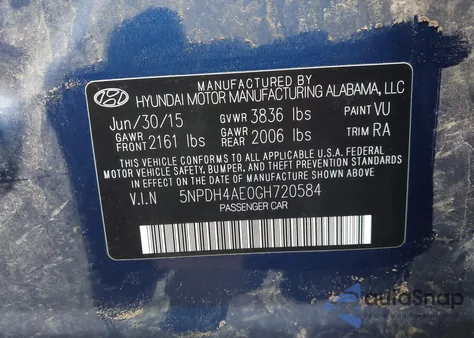 MANUFACTURED BY
HYUNDAI MOTOR MANUFACTURING ALABAMA, LLC
Jun/30/15 GVWR 3836 lbs PAINT VU
GAWR FRONT 2161 lbs GAWR REAR 2006 lbs TRIM RA
THIS VEHICLE CONFORMS TO ALL APPLICABLE U.S.A FEDERAL
MOTOR VEHICLE SAFETY, BUMPER, AND THEFT PREVENTION STANDARDS
IN EFFECT ON THE DATE OF MANUFACTURE SHOWN ABOVE.
V.I.N 5NPDH4AE0GH720584
PASSENGER CAR
autoSnap